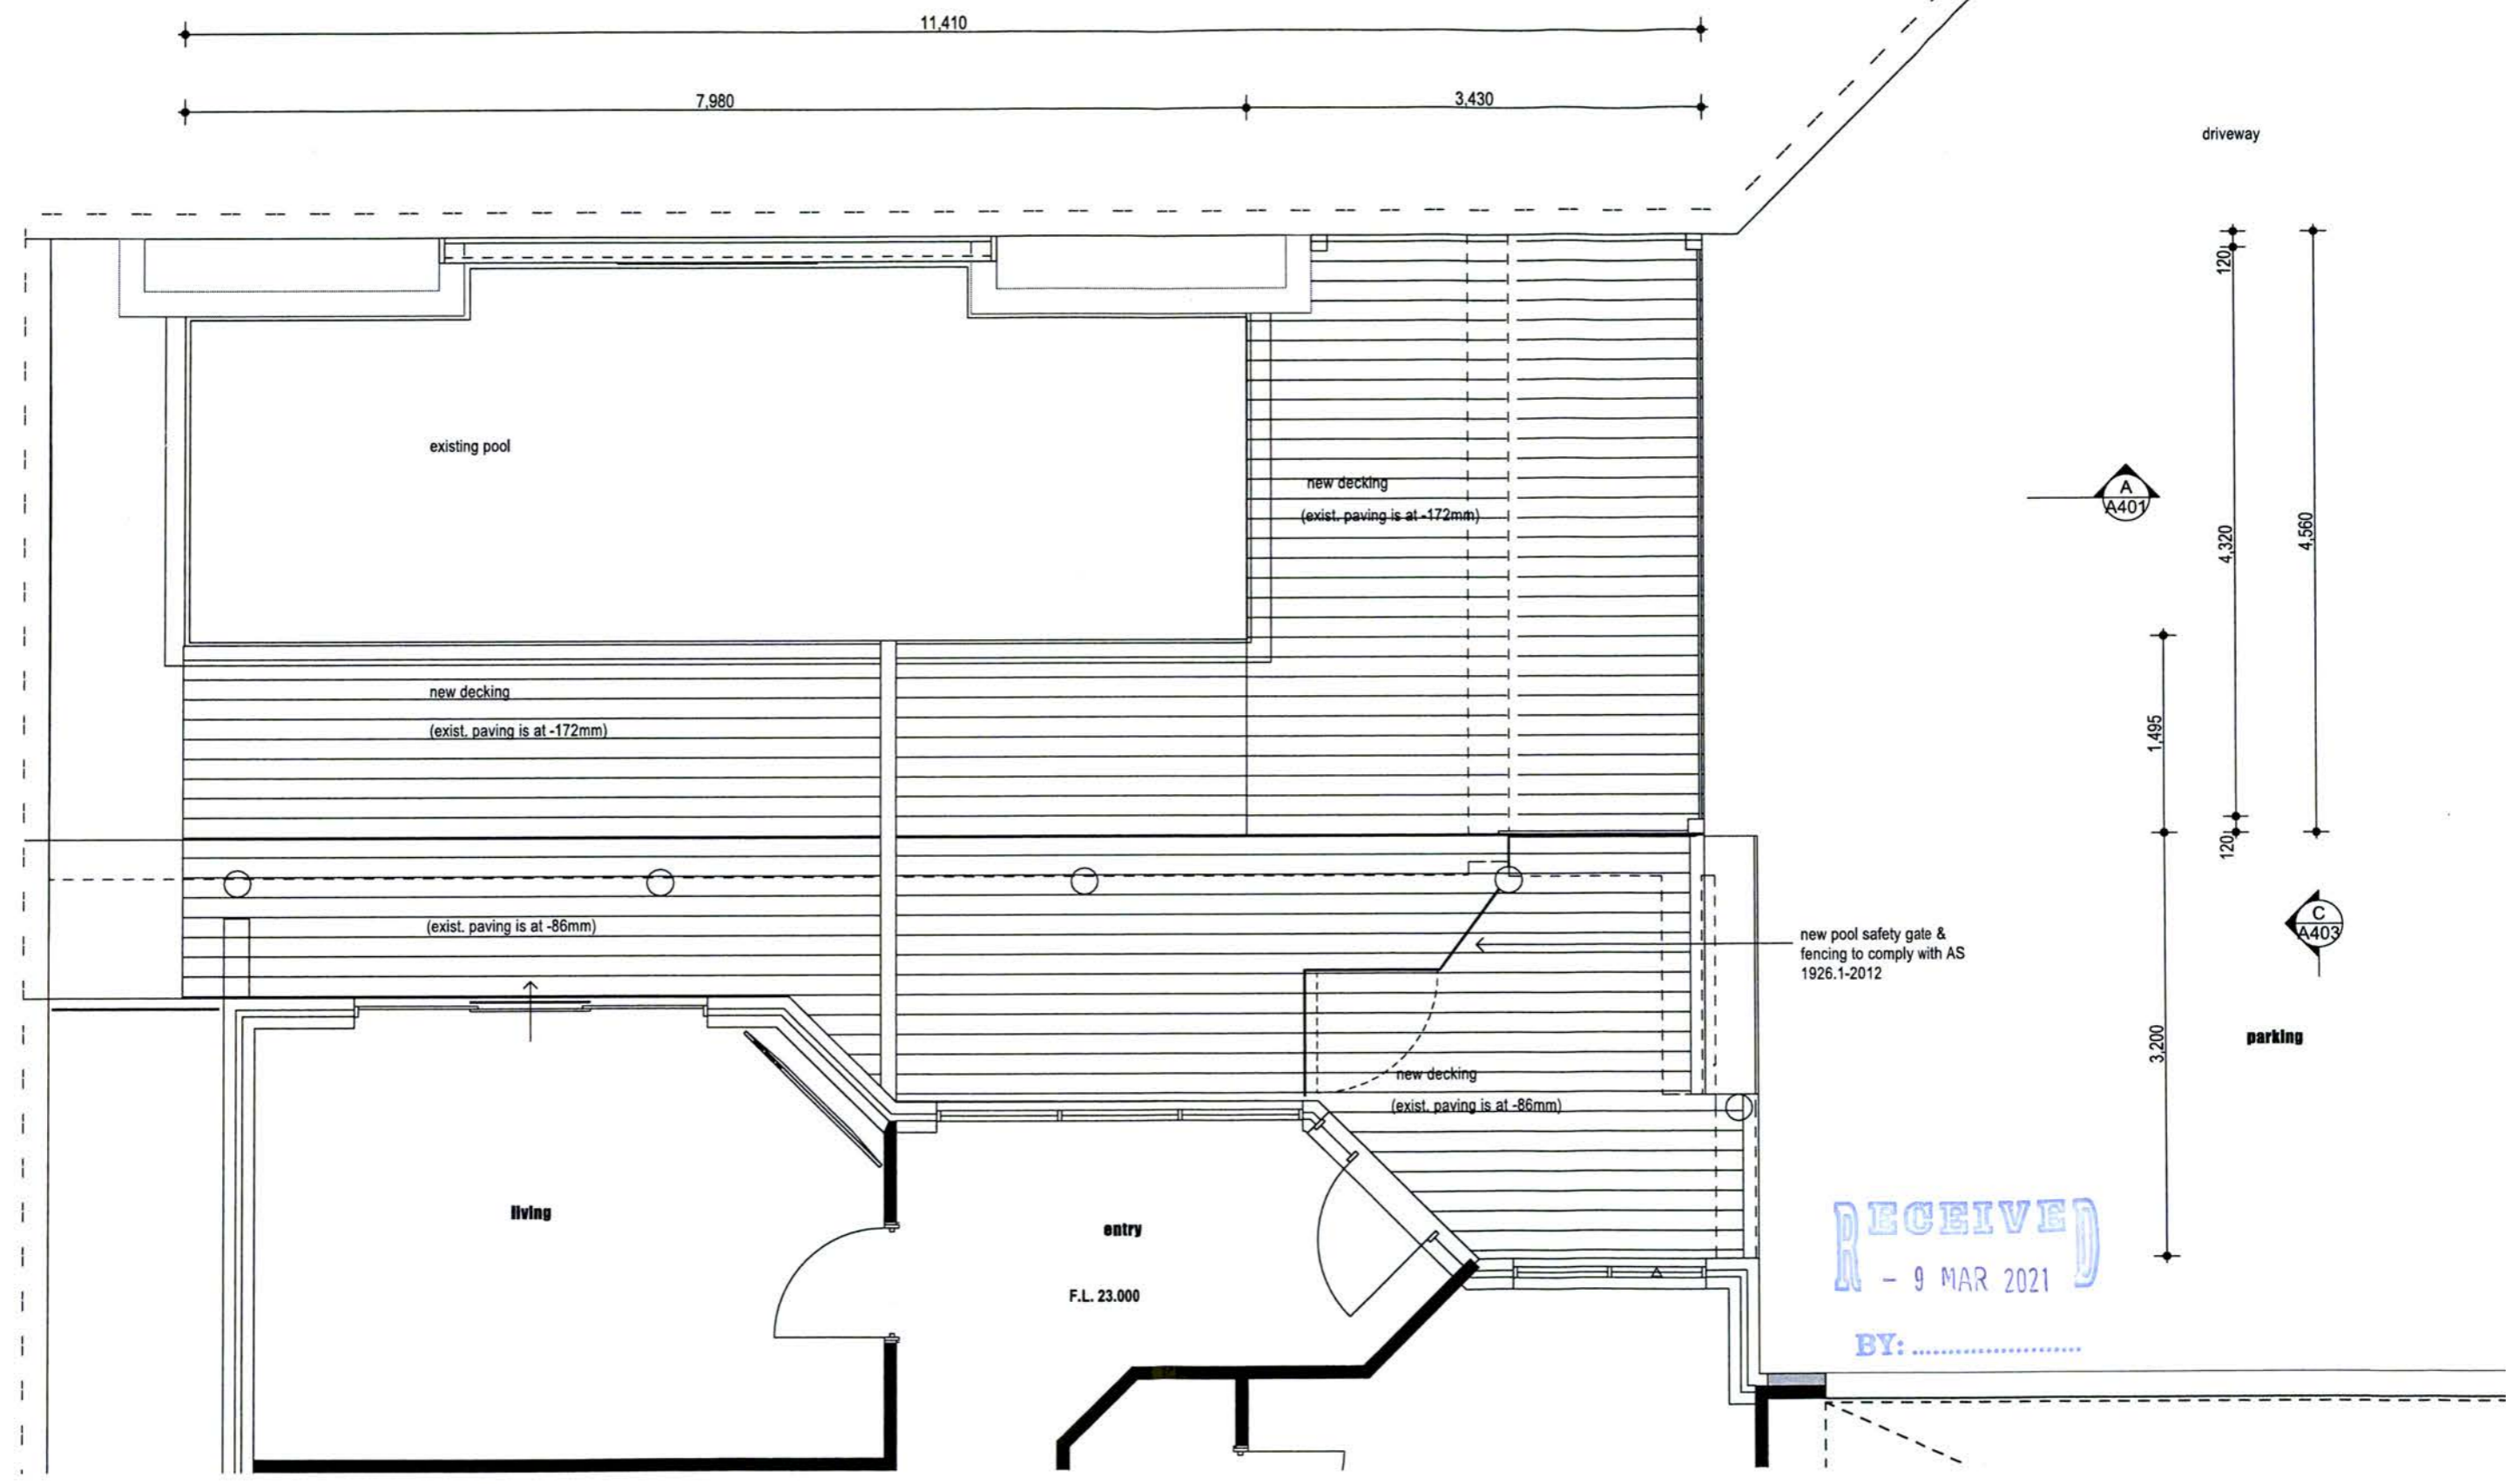 11,410
7,980
3,430
driveway
120
4,320
4,560
existing pool
new decking
(exist. paving is at -172mm)
A
A401
new decking
(exist. paving is at -172mm)
1,495
120
(exist. paving is at -86mm)
C
A403
new pool safety gate &
fencing to comply with AS
1926.1-2012
parking
3,200
new decking
(exist. paving is at -86mm)
living
entry
F.L. 23.000
RECEIVED
- 9 MAR 2021
BY: ........................